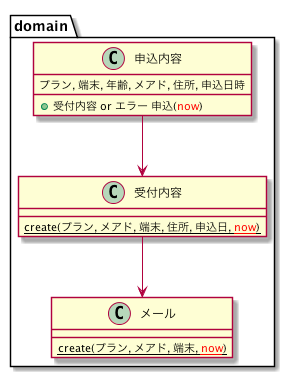 domain
C 申込内容
プラン, 端末, 年齢, メアド, 住所, 申込日時
受付内容 or エラー 申込(now)
C 受付内容
create(プラン, メアド, 端末, 住所, 申込日, now)
C メール
create(プラン, メアド, 端末, now)